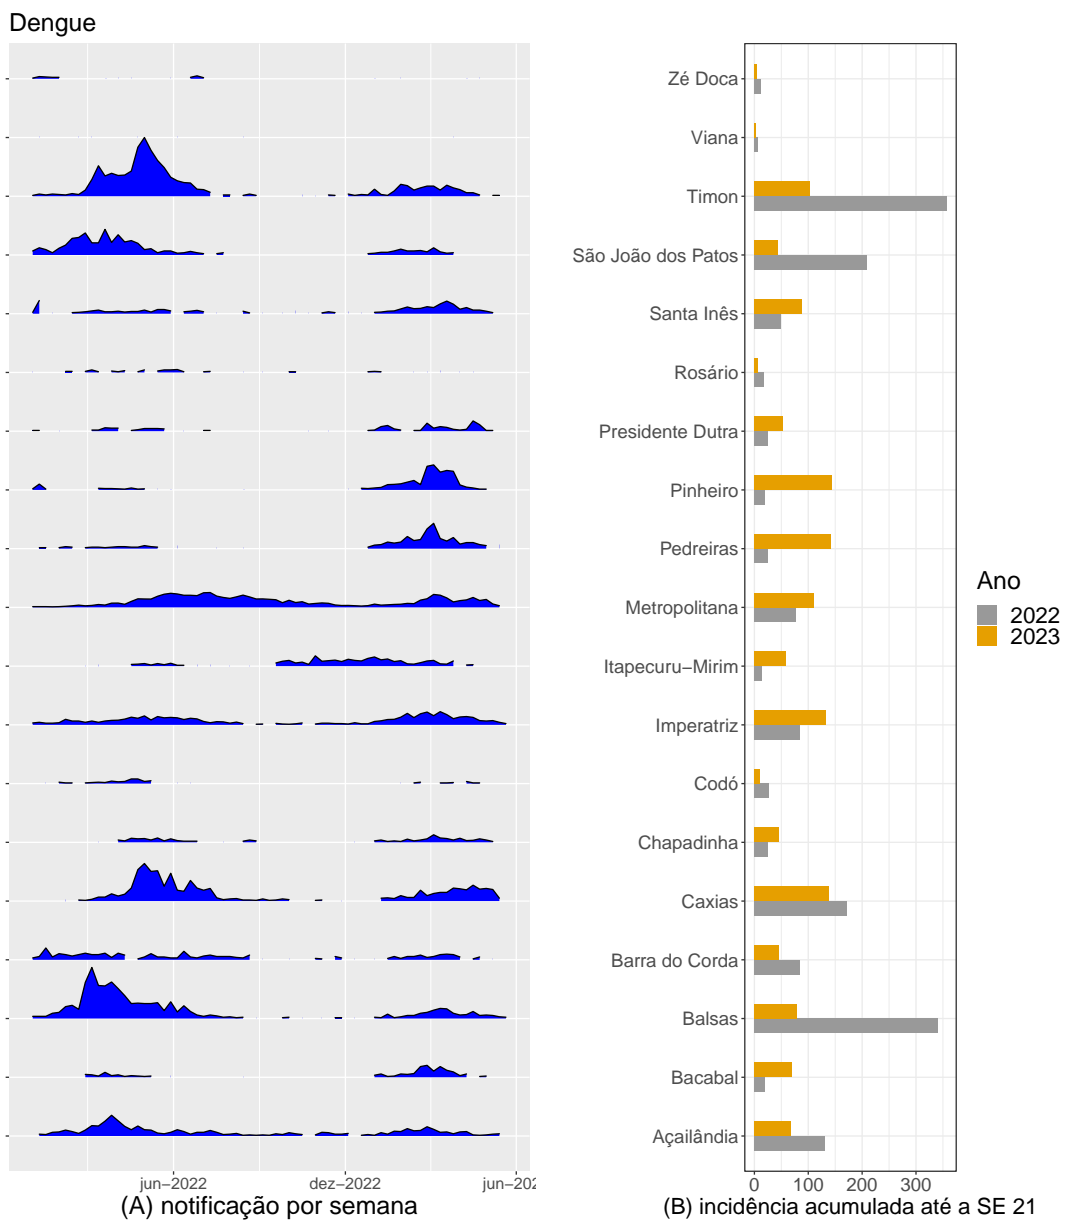 Dengue
Zé Doca
Viana
Timon
São João dos Patos
Santa Inês
Rosário
Presidente Dutra
Pinheiro
Pedreiras
Metropolitana
Itapecuru−Mirim
Imperatriz
Codó
Chapadinha
Caxias
Barra do Corda
Balsas
Bacabal
Açailândia
Ano
2022
2023
jun−2022 dez−2022 jun−202
0 100 200 300
(A) notificação por semana
(B) incidência acumulada até a SE 21